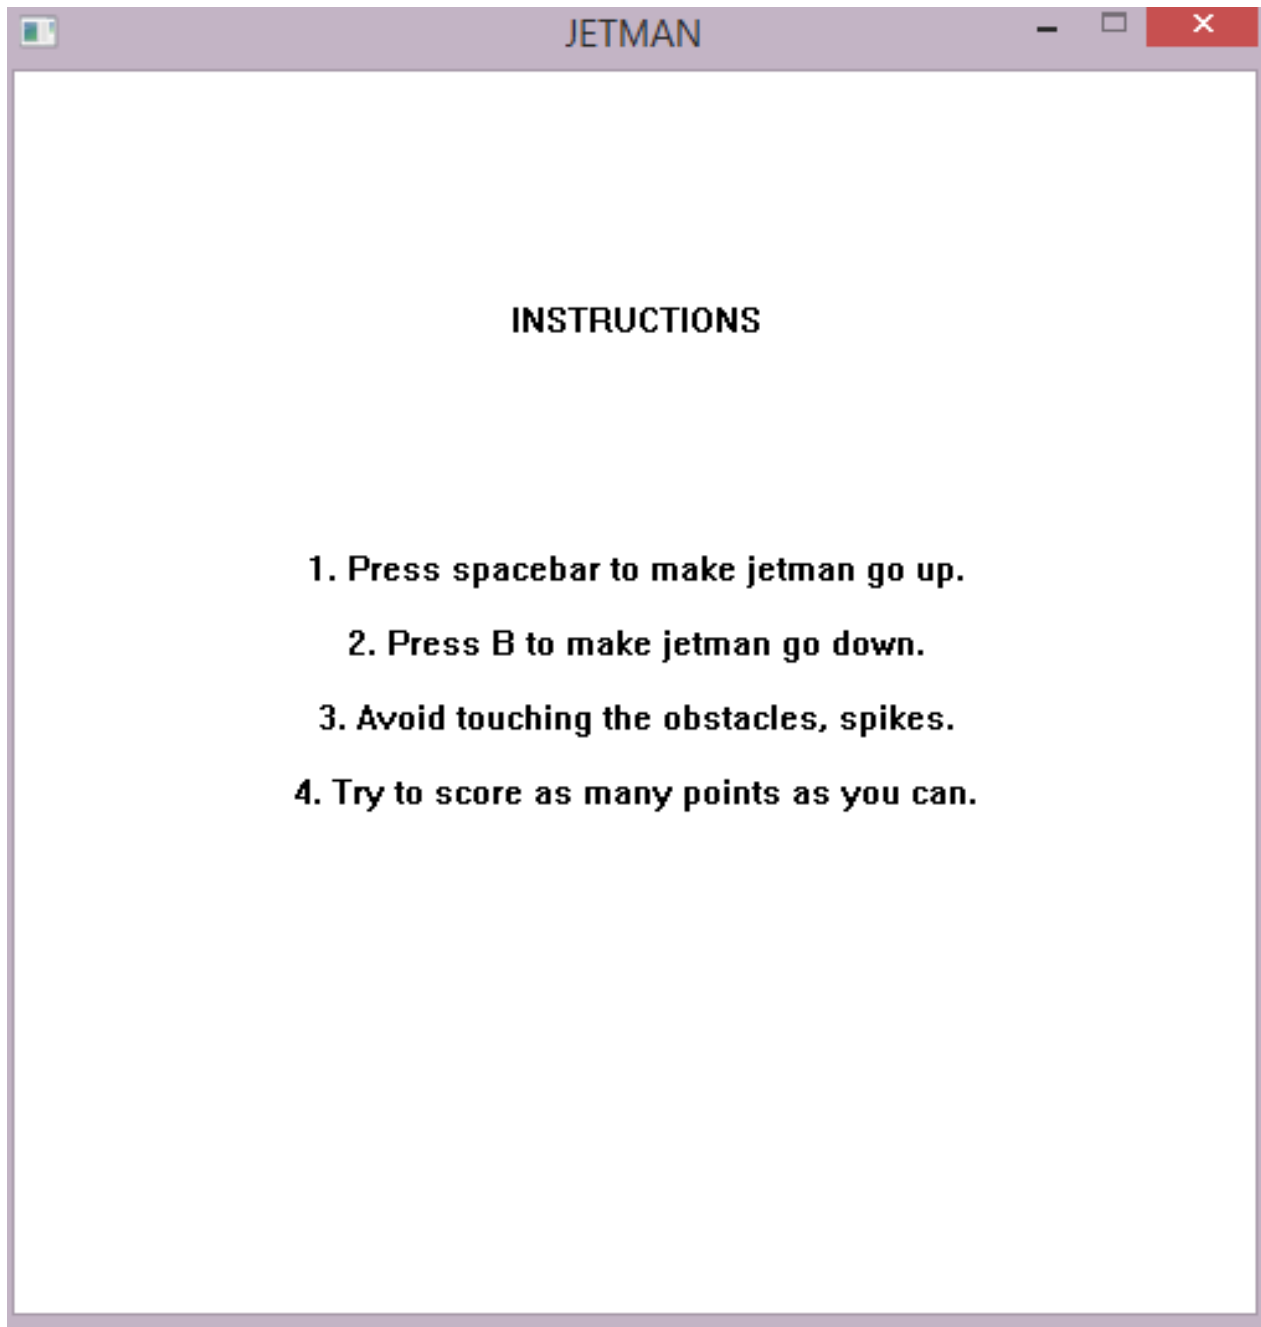 JETMAN
INSTRUCTIONS
1. Press spacebar to make jetman go up.
2. Press B to make jetman go down.
3. Avoid touching the obstacles, spikes.
4. Try to score as many points as you can.